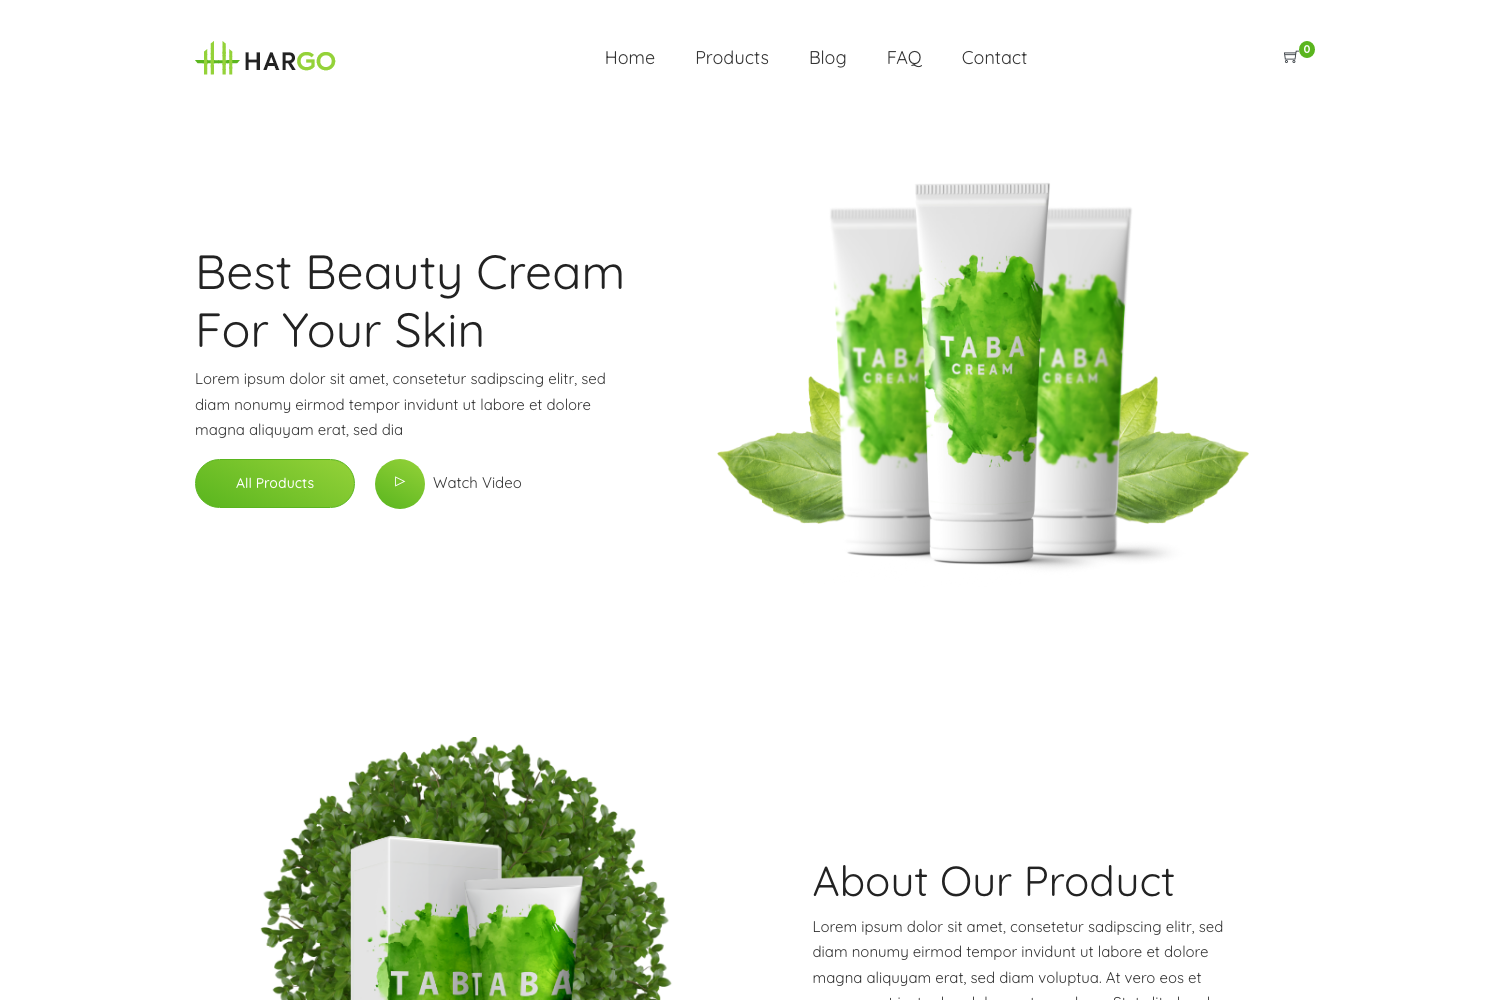 HARGO
Home
Products
Blog
FAQ
Contact
0
Best Beauty Cream
For Your Skin
Lorem ipsum dolor sit amet, consetetur sadipscing elitr, sed
diam nonumy eirmod tempor invidunt ut labore et dolore
magna aliquyam erat, sed dia
All Products
Watch Video
TABA
CREAM
TABA
CREAM
TABA
CREAM
About Our Product
Lorem ipsum dolor sit amet, consetetur sadipscing elitr, sed
diam nonumy eirmod tempor invidunt ut labore et dolore
magna aliquyam erat, sed diam voluptua. At vero eos et
TAB
TABA